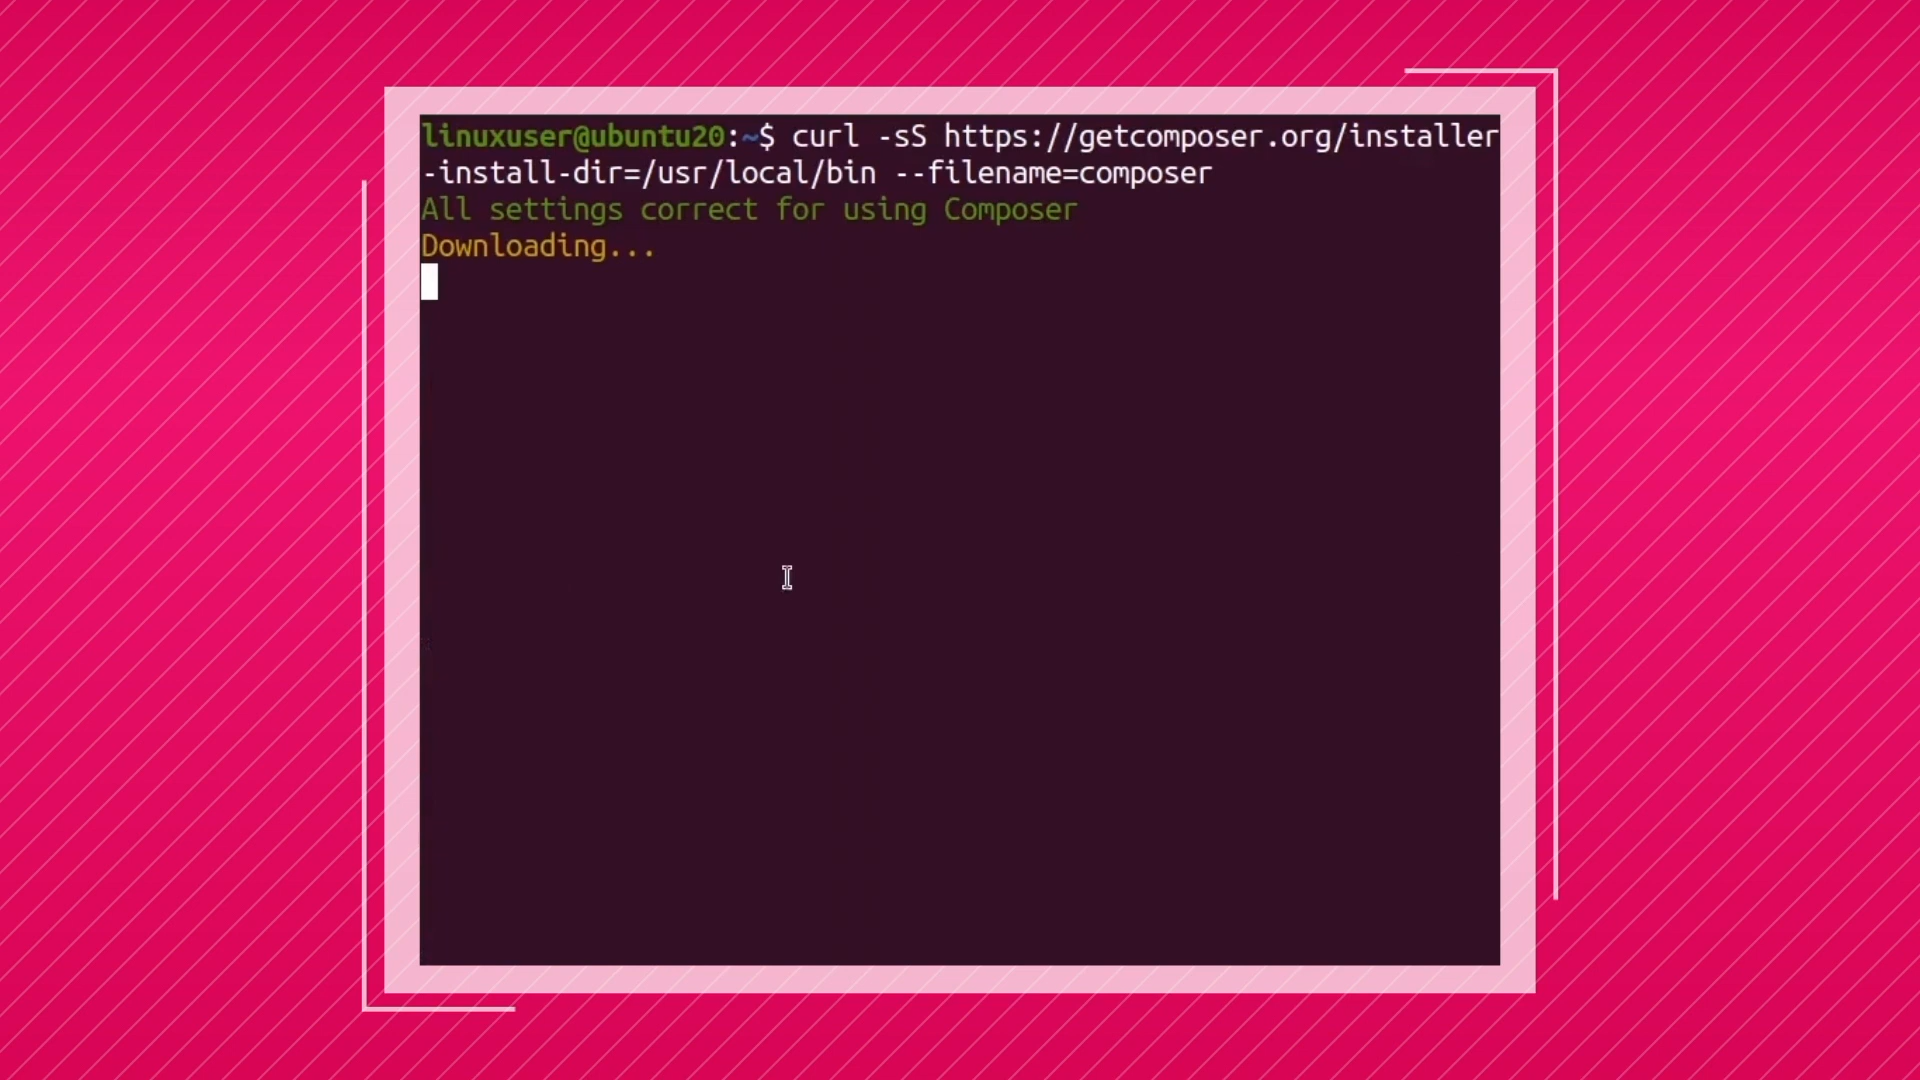 linuxuser@ubuntu20:~$ curl -sS https://getcomposer.org/installer
-install-dir=/usr/local/bin --filename=composer
All settings correct for using Composer
Downloading...